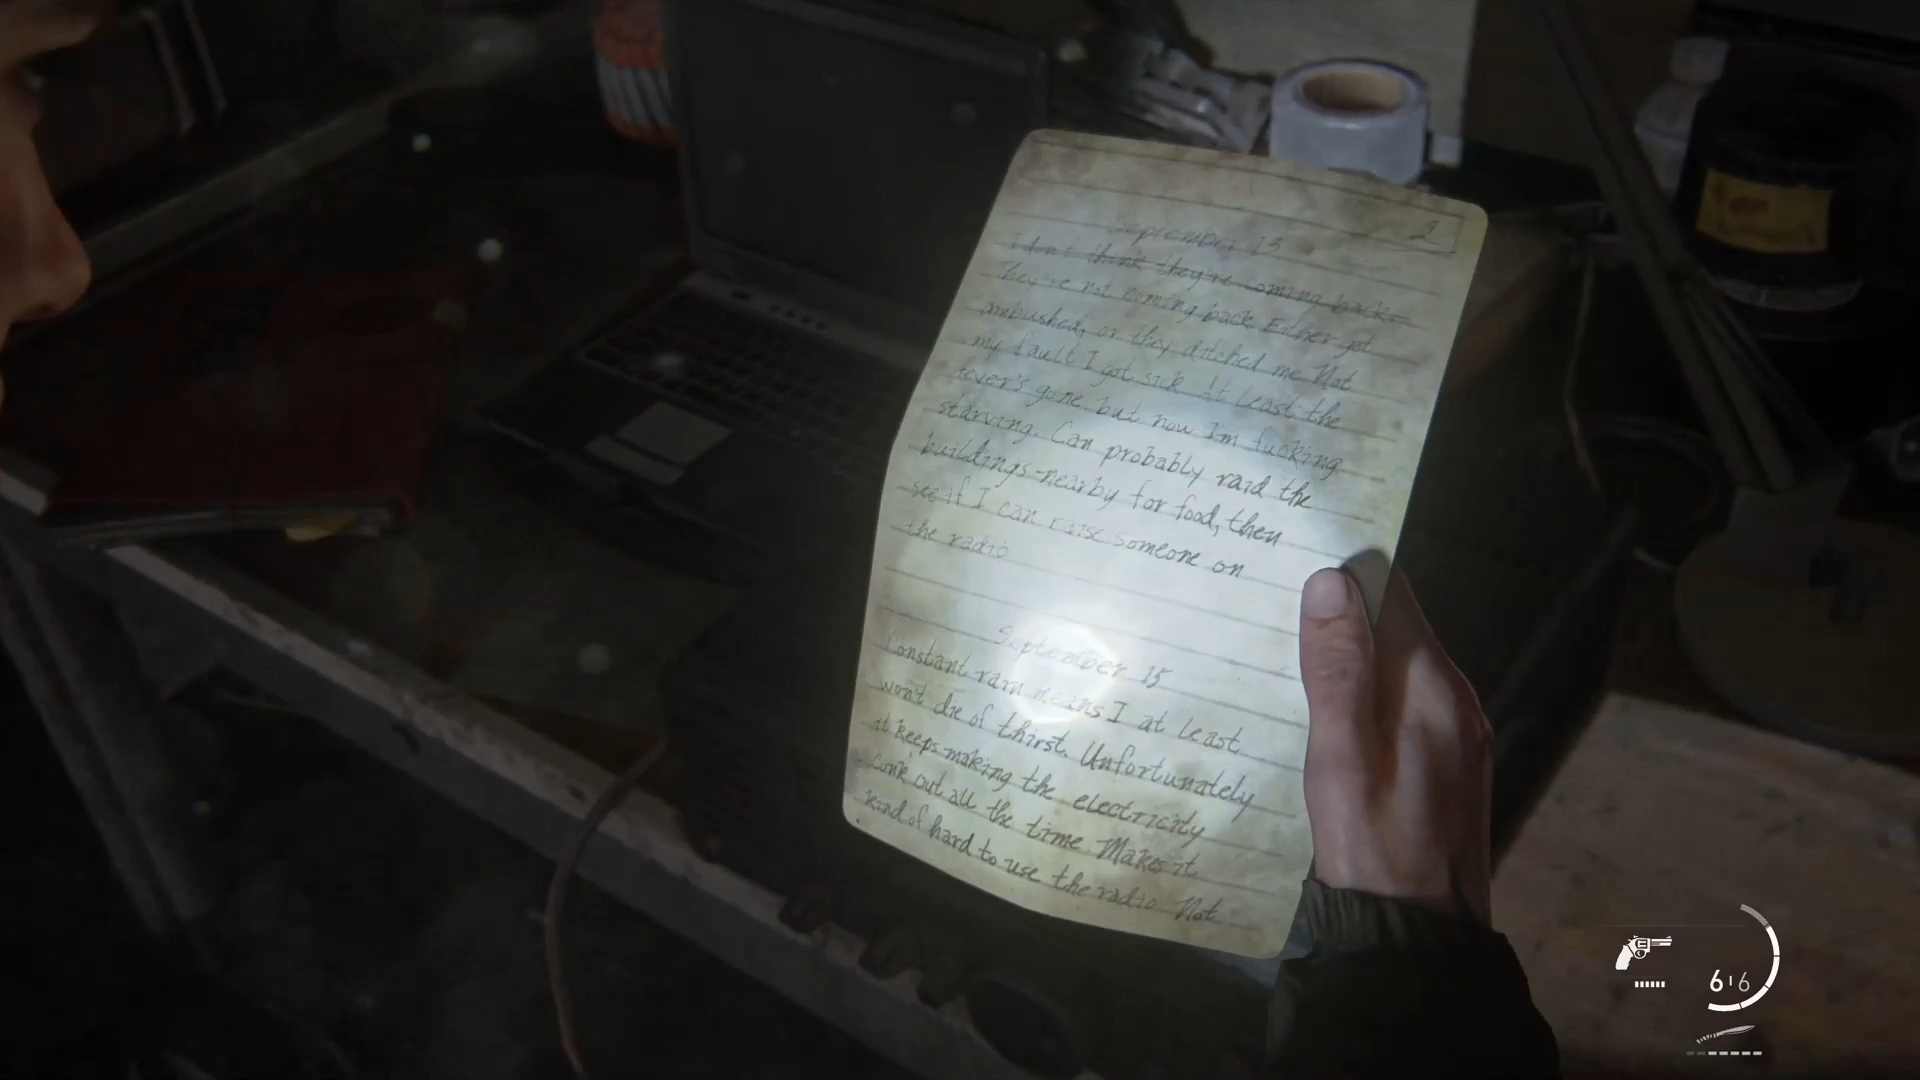 2
September 13
I dont think they're coming back.
They're not coming back. Either got
ambushed, or they ditched me. Not
my fault I got sick. At least the
fever's gone but now I'm fucking
starving. Can probably raid the
buildings nearby for food, then
see if I can raise someone on
the radio
September 15
Constant rain means I at least
won't die of thirst. Unfortunately
it keeps making the electricity
conk out all the time. Makes it
kind of hard to use the radio. Not
6 6